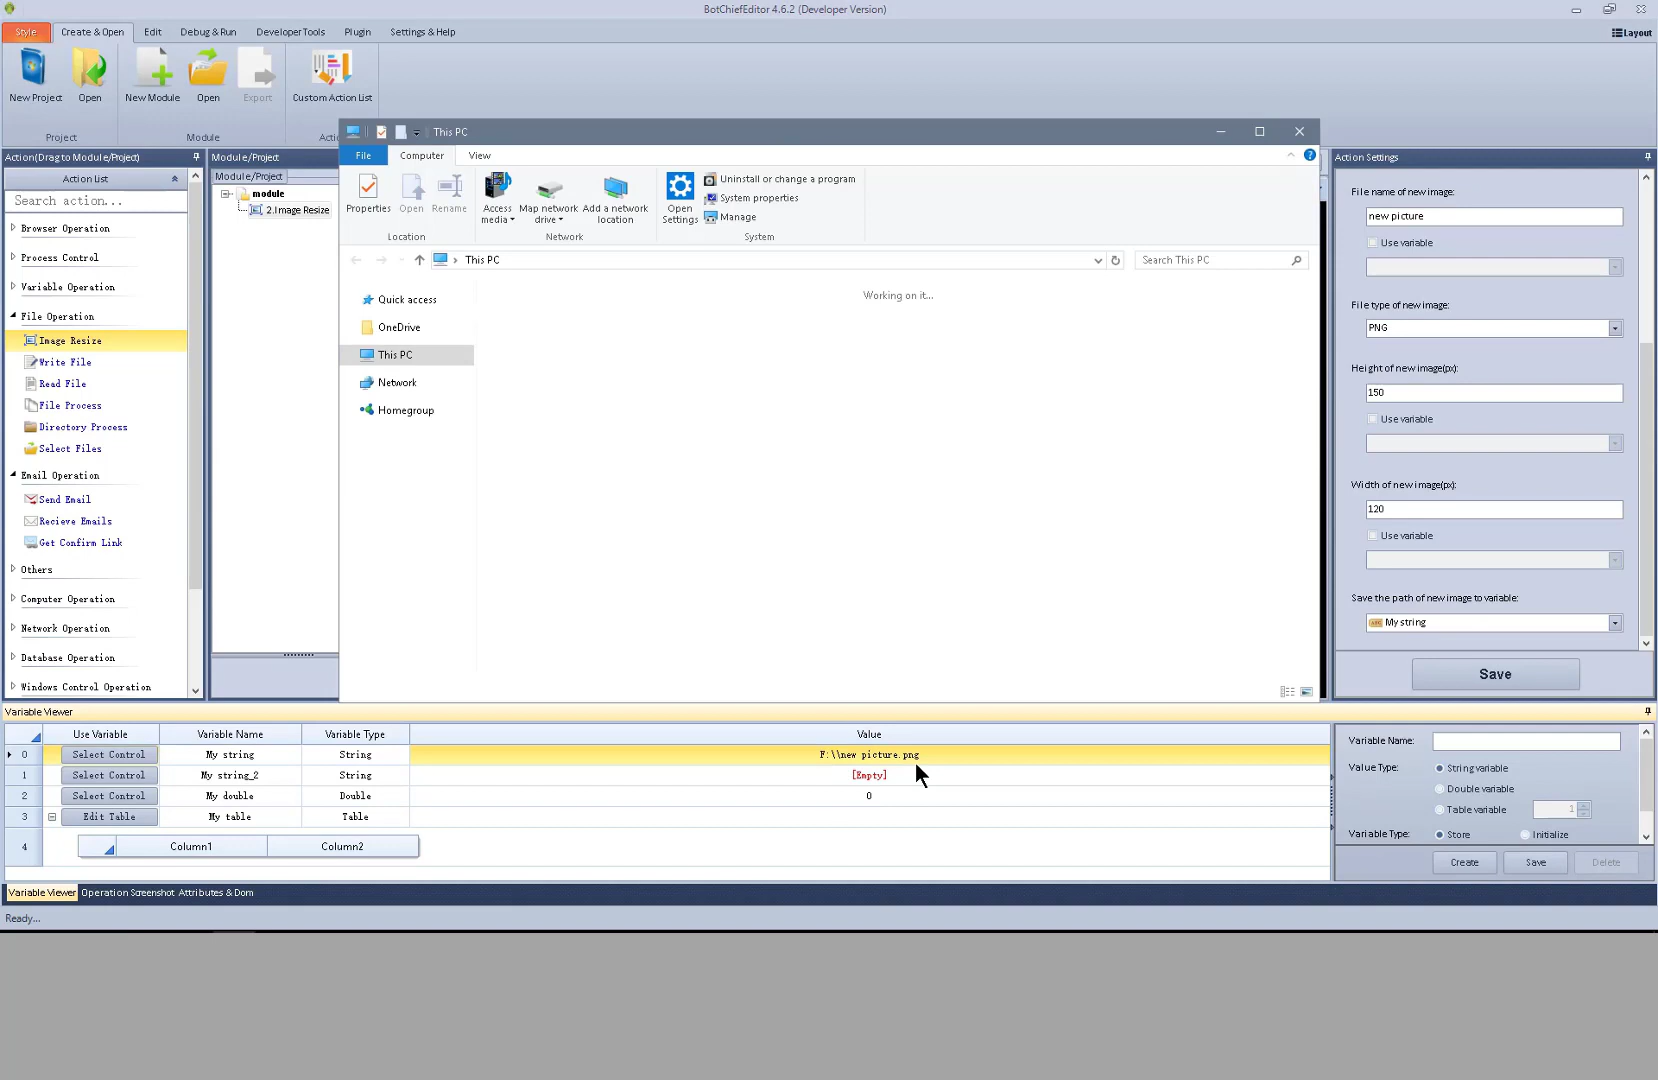 BotChiefEditor 4.6.2 (Developer Version)
Style
Create & Open
Edit
Debug & Run
Developer Tools
Plugin
Settings & Help
Layout
New Project
Open
New Module
Open
Export
Custom Action List
Project
Module
Acti
Action(Drag to Module/Project)
Action List
Search action...
Browser Operation
Process Control
Variable Operation
File Operation
Image Resize
Write File
Read File
File Process
Directory Process
Select Files
Email Operation
Send Email
Recieve Emails
Get Confirm Link
Others
Computer Operation
Network Operation
Database Operation
Windows Control Operation
Module/Project
Module/Project
module
2.Image Resize
This PC
File
Computer
View
Properties
Open
Rename
Location
Access media
Map network drive
Add a network location
Network
Open Settings
Uninstall or change a program
System properties
Manage
System
This PC
Search This PC
Quick access
OneDrive
This PC
Network
Homegroup
Working on it...
Action Settings
File name of new image:
new picture
Use variable
File type of new image:
PNG
Height of new image(px):
150
Use variable
Width of new image(px):
120
Use variable
Save the path of new image to variable:
ABC My string
Save
Variable Viewer
Use Variable
Variable Name
Variable Type
Value
0
Select Control
My string
String
F:\\new picture.png
1
Select Control
My string_2
String
[Empty]
2
Select Control
My double
Double
0
3
Edit Table
My table
Table
4
Column1
Column2
Variable Name:
Value Type:
String variable
Double variable
Table variable
1
Variable Type:
Store
Initialize
Create
Save
Delete
Variable Viewer
Operation Screenshot
Attributes & Dom
Ready...